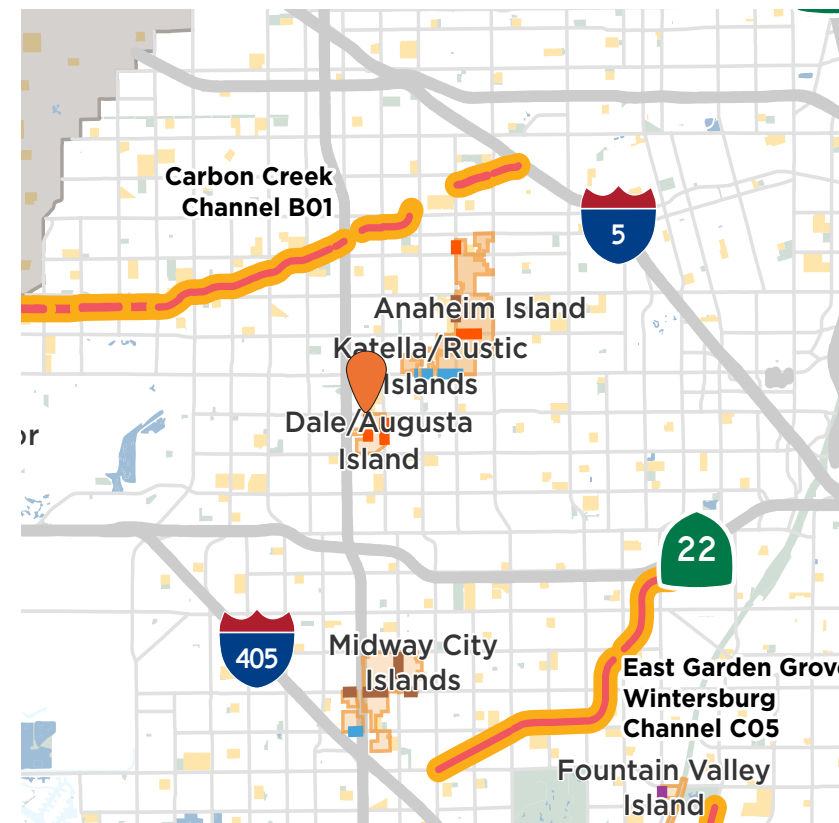 Carbon Creek
Channel B01
5
Anaheim Island
Katella/Rustic
Islands
Dale/Augusta
Island
or
22
Midway City
Islands
405
East Garden Grove
Wintersburg
Channel C05
Fountain Valley
Island